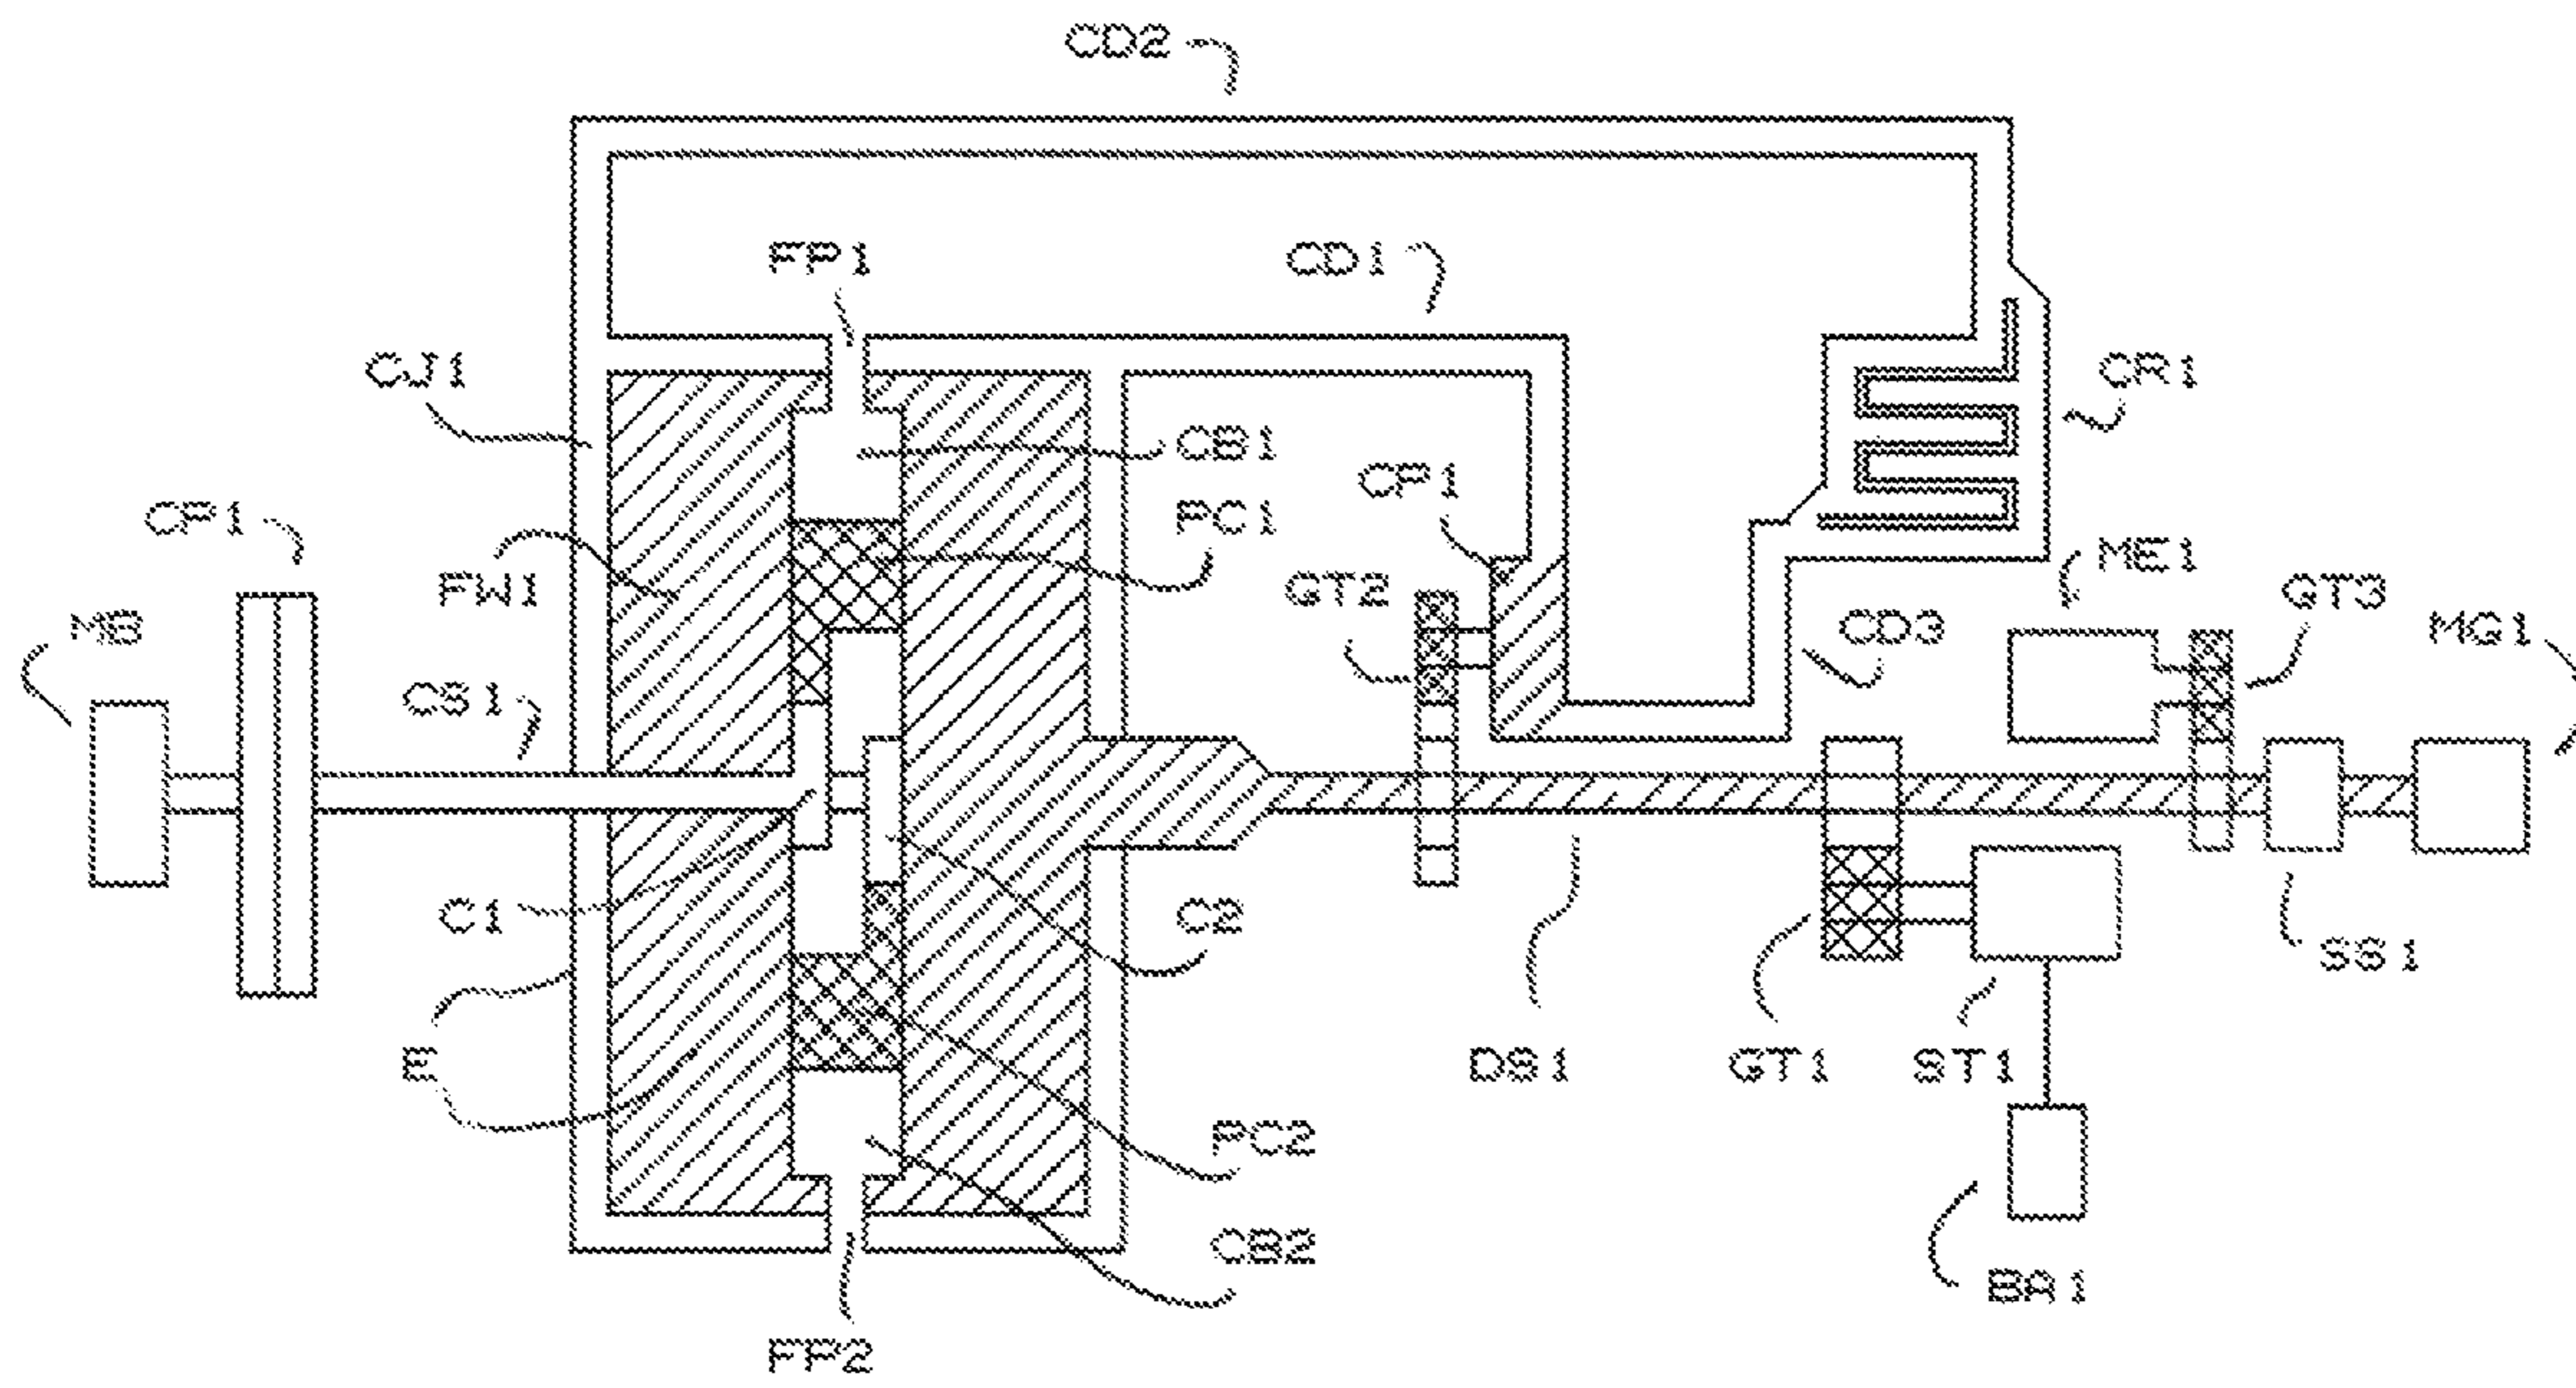 CD2
FP1
CD1
CJ1
CR1
CB1
CP1
CP1
PC1
ME1
FW1
GT2
GT3
MB
CD3
MG1
CS1
C1
C2
SS1
E
DS1
GT1
ST1
PC2
CB2
BA1
FP2